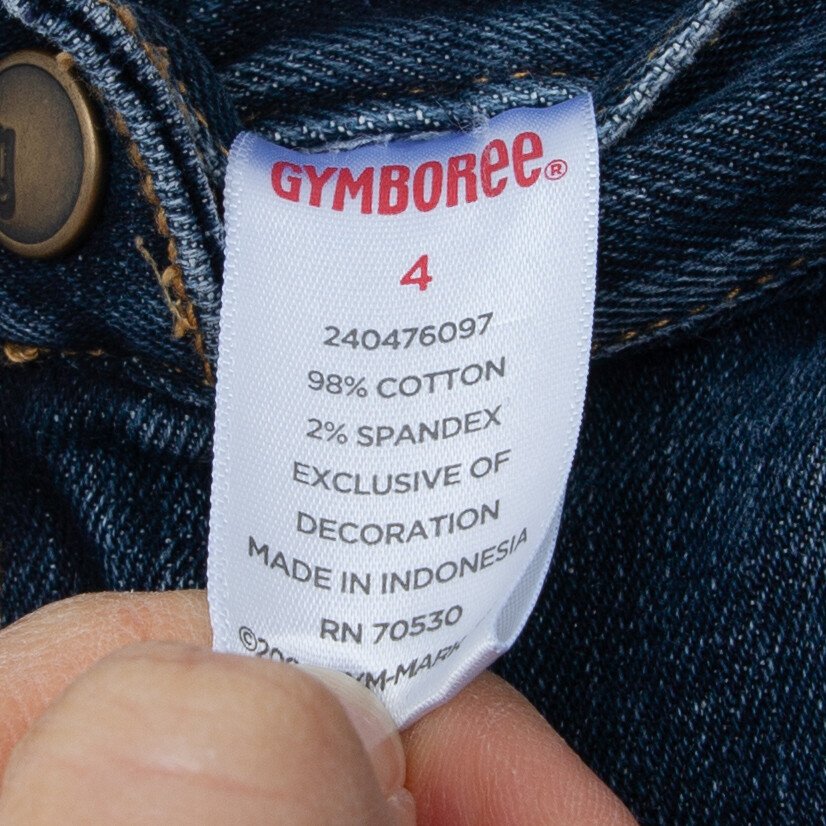 GYMBOREE®
4
240476097
98% COTTON
2% SPANDEX
EXCLUSIVE OF
DECORATION
MADE IN INDONESIA
RN 70530